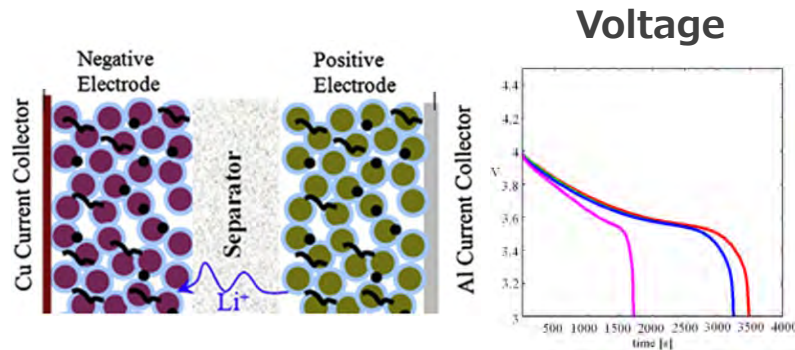 Voltage
Negative
Electrode
Positive
Electrode
Cu Current Collector
Separator
Li+
Al Current Collector
4.4
4.2
4
3.8
3.6
3.4
3.2
3
500 1000 1500 2000 2500 3000 3500 4000
time [s]